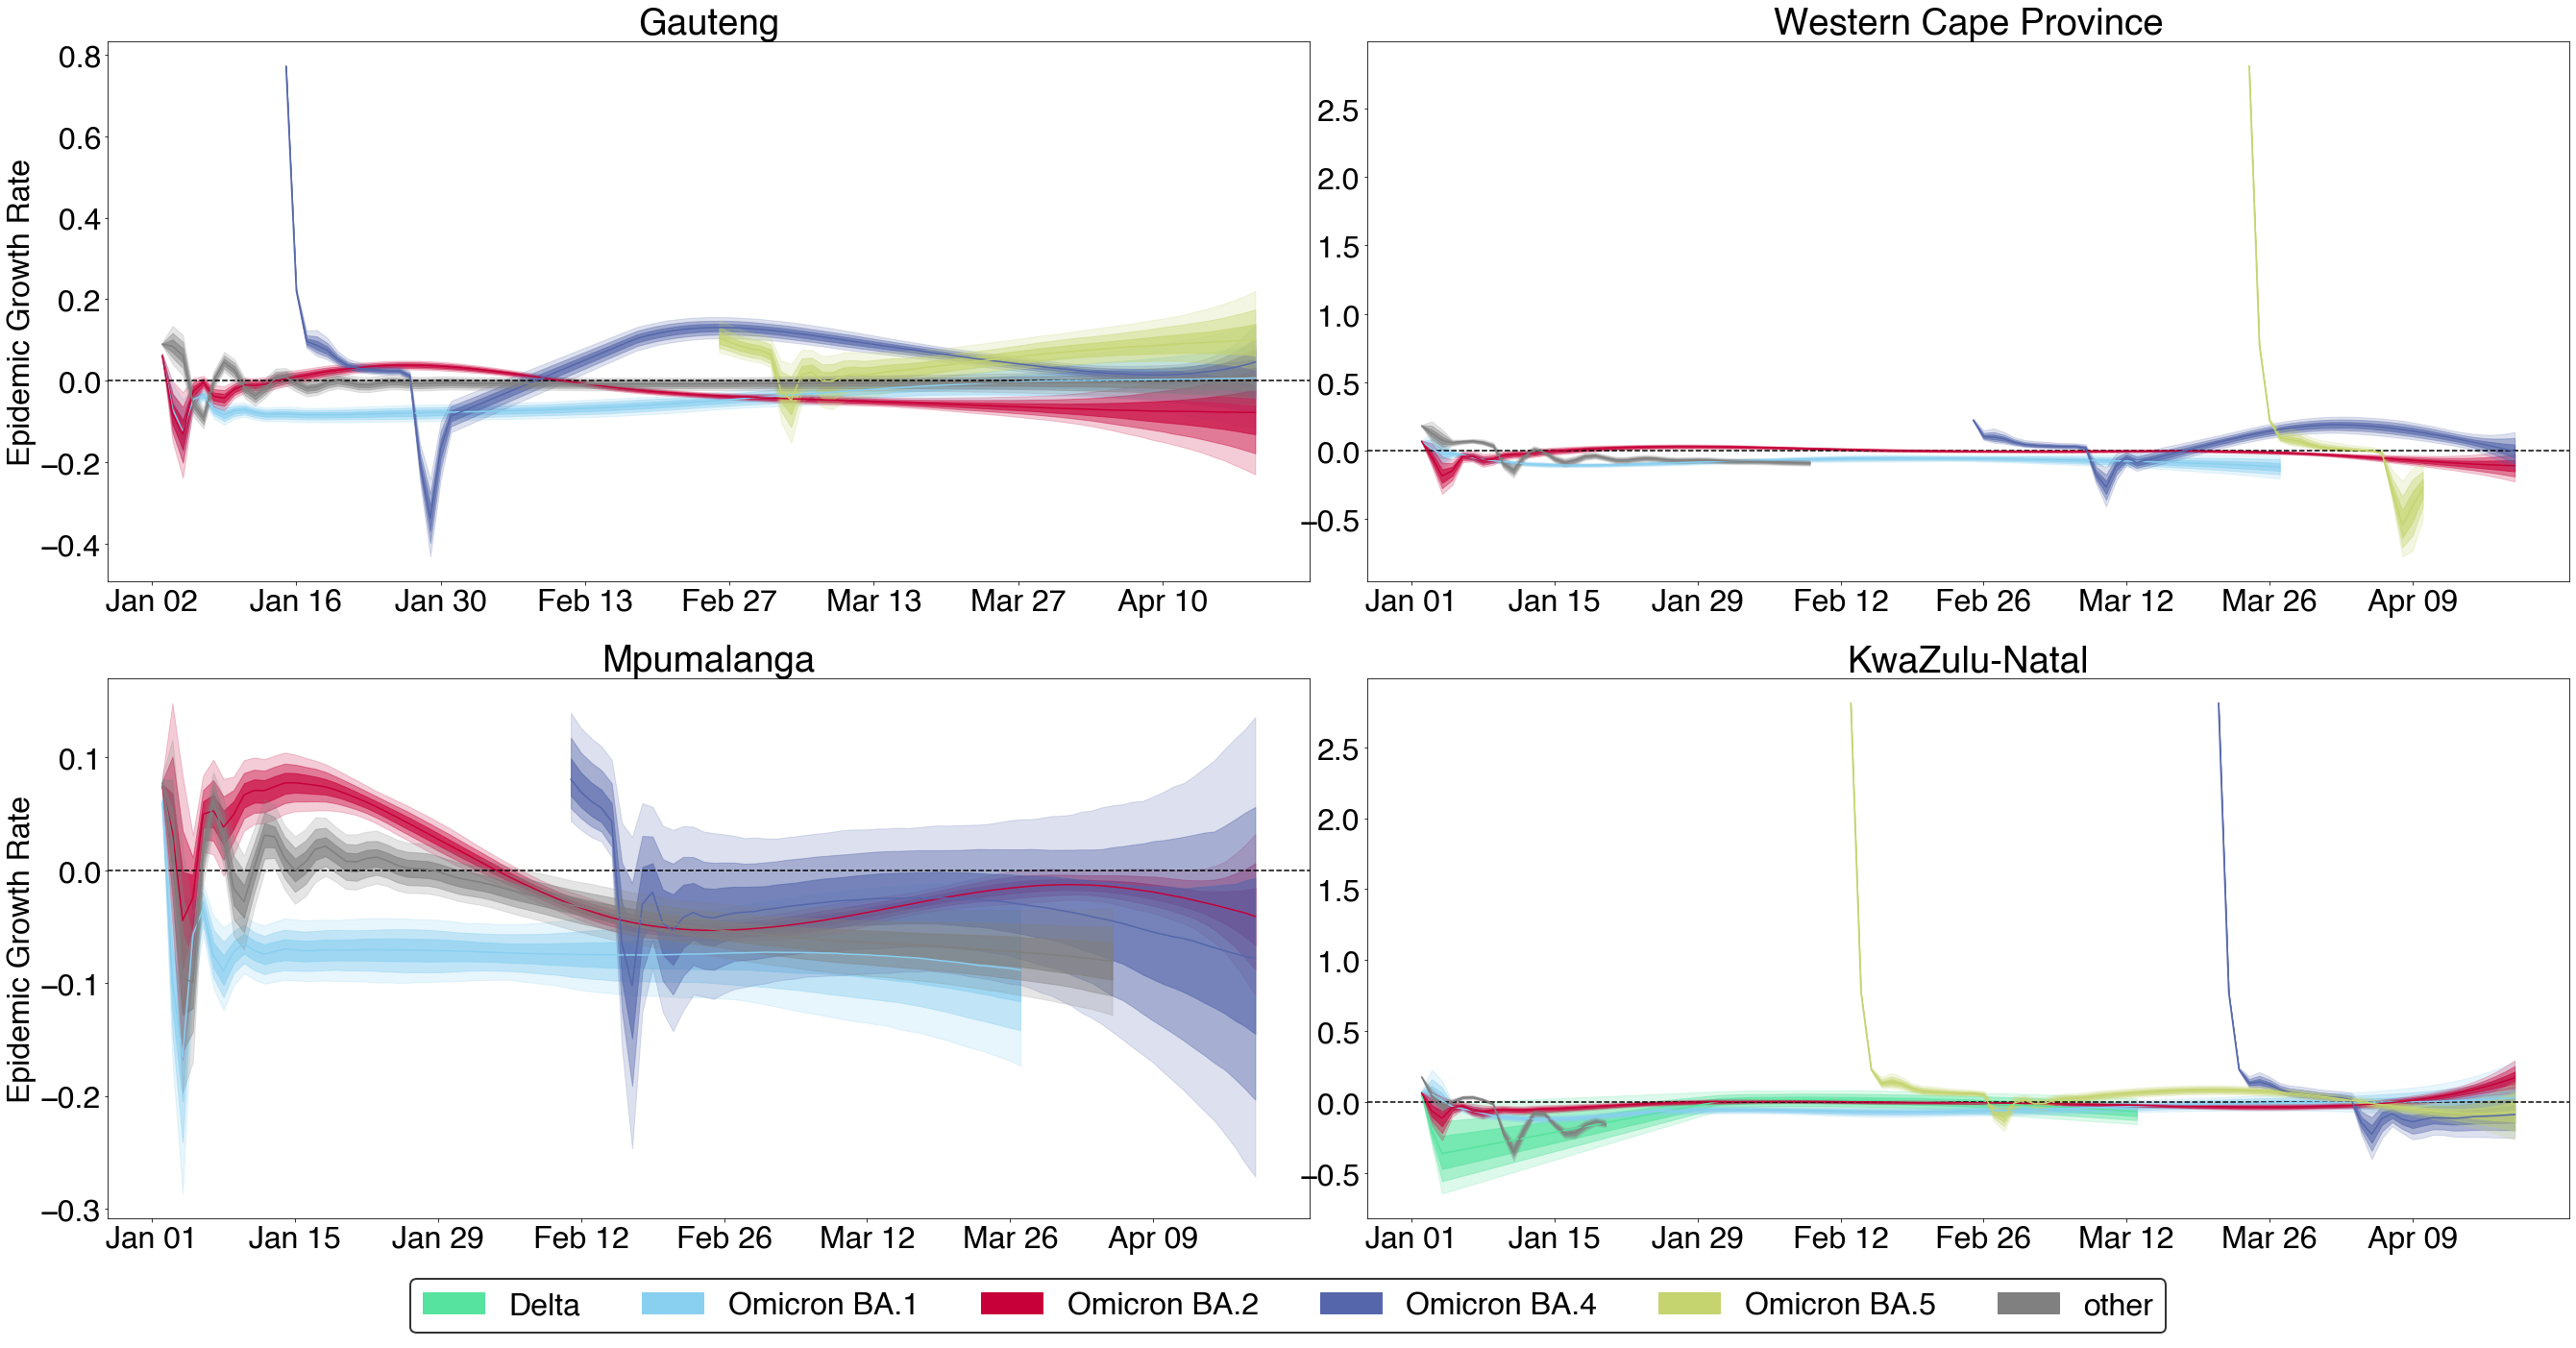 Gauteng
Western Cape Province
Epidemic Growth Rate
0.8
0.6
0.4
0.2
0.0
−0.2
−0.4
Jan 02 Jan 16 Jan 30 Feb 13 Feb 27 Mar 13 Mar 27 Apr 10
2.5
2.0
1.5
1.0
0.5
0.0
−0.5
Jan 01 Jan 15 Jan 29 Feb 12 Feb 26 Mar 12 Mar 26 Apr 09
Mpumalanga
KwaZulu-Natal
Epidemic Growth Rate
0.1
0.0
−0.1
−0.2
−0.3
Jan 01 Jan 15 Jan 29 Feb 12 Feb 26 Mar 12 Mar 26 Apr 09
2.5
2.0
1.5
1.0
0.5
0.0
−0.5
Jan 01 Jan 15 Jan 29 Feb 12 Feb 26 Mar 12 Mar 26 Apr 09
Delta Omicron BA.1 Omicron BA.2 Omicron BA.4 Omicron BA.5 other